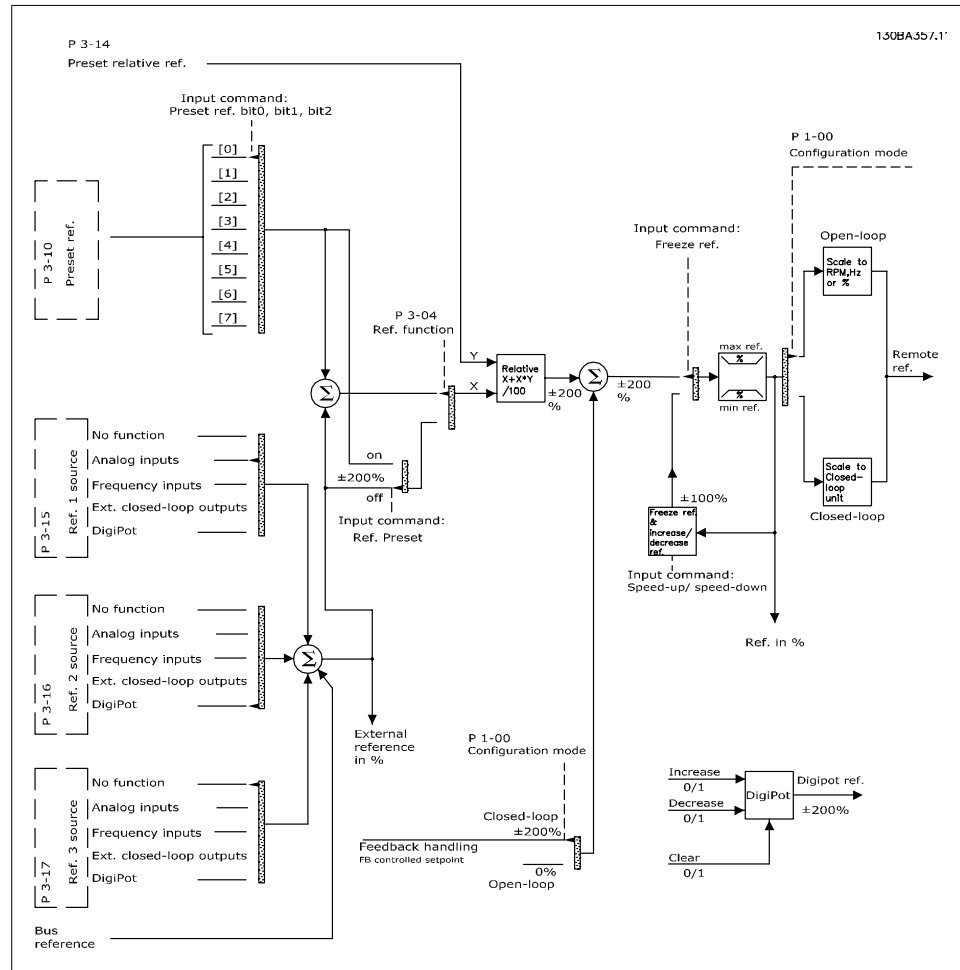 130BA357.11
P 3-14
Preset relative ref.
Input command:
Preset ref. bit0, bit1, bit2
[0]
[1]
[2]
[3]
[4]
[5]
[6]
[7]
P 3-10
Preset ref.
P 1-00
Configuration mode
Input command:
Freeze ref.
Open-loop
Scale to
RPM,Hz
or %
P 3-04
Ref. function
Y
X
Relative
X+X*Y
/100
±200
%
Σ
±200
%
max ref.
%
%
min ref.
Remote
ref.
Σ
on
±200%
off
Input command:
Ref. Preset
Scale to
Closed-
loop
unit
Closed-loop
±100%
Freeze ref.
&
increase/
decrease
ref.
Input command:
Speed-up/ speed-down
Ref. in %
P 3-15
Ref. 1 source
No function
Analog inputs
Frequency inputs
Ext. closed-loop outputs
DigiPot
P 3-16
Ref. 2 source
No function
Analog inputs
Frequency inputs
Ext. closed-loop outputs
DigiPot
Σ
External
reference
in %
P 3-17
Ref. 3 source
No function
Analog inputs
Frequency inputs
Ext. closed-loop outputs
DigiPot
Bus
reference
P 1-00
Configuration mode
Closed-loop
±200%
Feedback handling
FB controlled setpoint
0%
Open-loop
Increase
0/1
Decrease
0/1
Clear
0/1
DigiPot
Digipot ref.
±200%